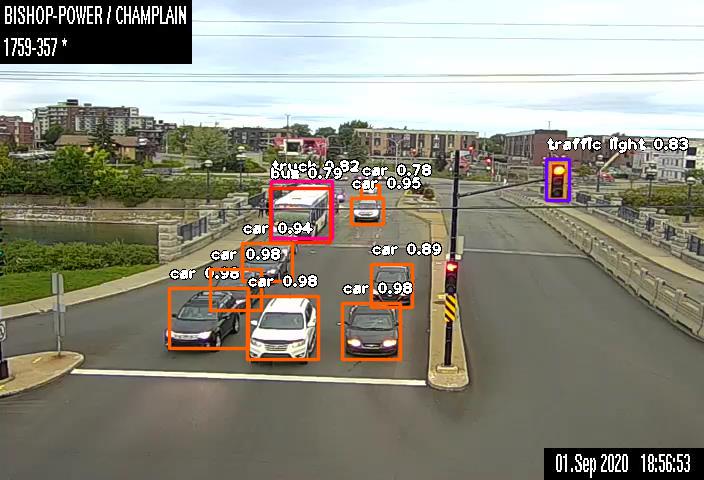 BISHOP-POWER / CHAMPLAIN
1759-357 *
traffic light 0.83
truck 0.82
bus 0.79
car 0.78
car 0.95
car 0.94
car 0.98
car 0.89
car 0.98
car 0.98
car 0.98
01.Sep 2020 18:56:53